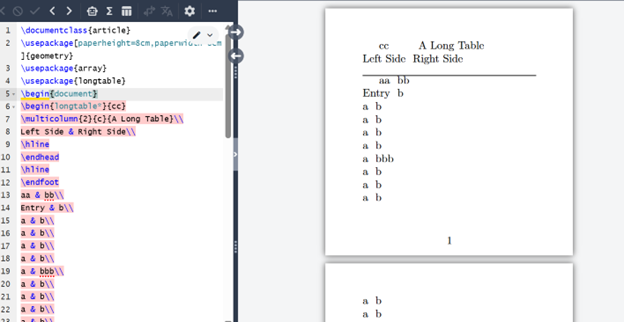 Σ
1 \documentclass{article}
2 \usepackage[paperheight=8cm,paperwidth
]{geometry}
3 \usepackage{array}
4 \usepackage{longtable}
5 \begin{document}
6 \begin{longtable*}{cc}
7 \multicolumn{2}{c}{A Long Table}\\
8 Left Side & Right Side\\
9 \hline
10 \endhead
11 \hline
12 \endfoot
13 aa & bb\\
14 Entry & b\\
15 a & b\\
16 a & b\\
17 a & b\\
18 a & b\\
19 a & bbb\\
20 a & b\\
21 a & b\\
22 a & b\\
23 a & b\\
cc A Long Table
Left Side Right Side
aa bb
Entry b
a b
a b
a b
a b
a bbb
a b
a b
a b
1
a b
a b